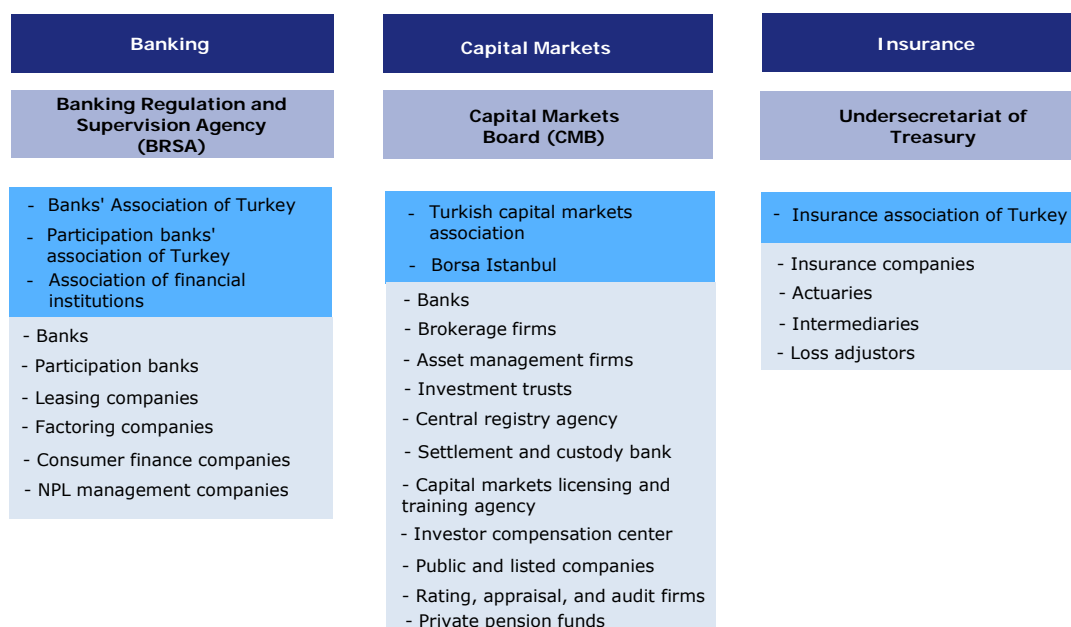 Banking
Banking Regulation and
Supervision Agency
(BRSA)
- Banks' Association of Turkey
- Participation banks'
association of Turkey
- Association of financial
institutions
- Banks
- Participation banks
- Leasing companies
- Factoring companies
- Consumer finance companies
- NPL management companies
Capital Markets
Capital Markets
Board (CMB)
- Turkish capital markets
association
- Borsa Istanbul
- Banks
- Brokerage firms
- Asset management firms
- Investment trusts
- Central registry agency
- Settlement and custody bank
- Capital markets licensing and
training agency
- Investor compensation center
- Public and listed companies
- Rating, appraisal, and audit firms
- Private pension funds
Insurance
Undersecretariat of
Treasury
- Insurance association of Turkey
- Insurance companies
- Actuaries
- Intermediaries
- Loss adjustors